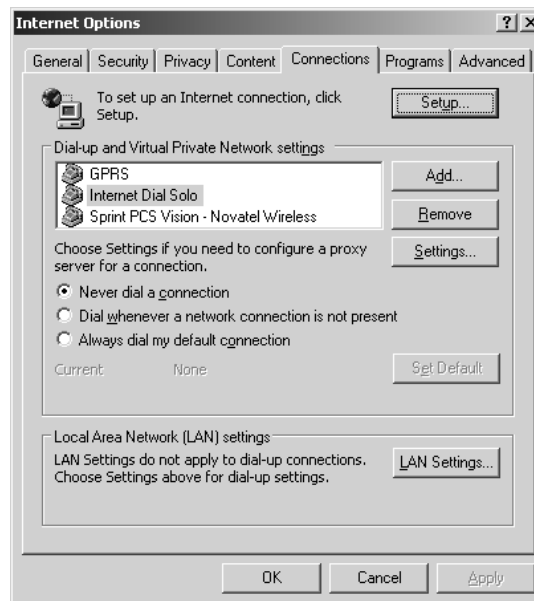 Internet Options
General Security Privacy Content Connections Programs Advanced
To set up an Internet connection, click
Setup.
Setup...
Dial-up and Virtual Private Network settings
GPRS
Internet Dial Solo
Sprint PCS Vision - Novatel Wireless
Add...
Remove
Choose Settings if you need to configure a proxy
server for a connection.
Settings...
Never dial a connection
Dial whenever a network connection is not present
Always dial my default connection
Current None
Set Default
Local Area Network (LAN) settings
LAN Settings do not apply to dial-up connections.
Choose Settings above for dial-up settings.
LAN Settings...
OK Cancel Apply